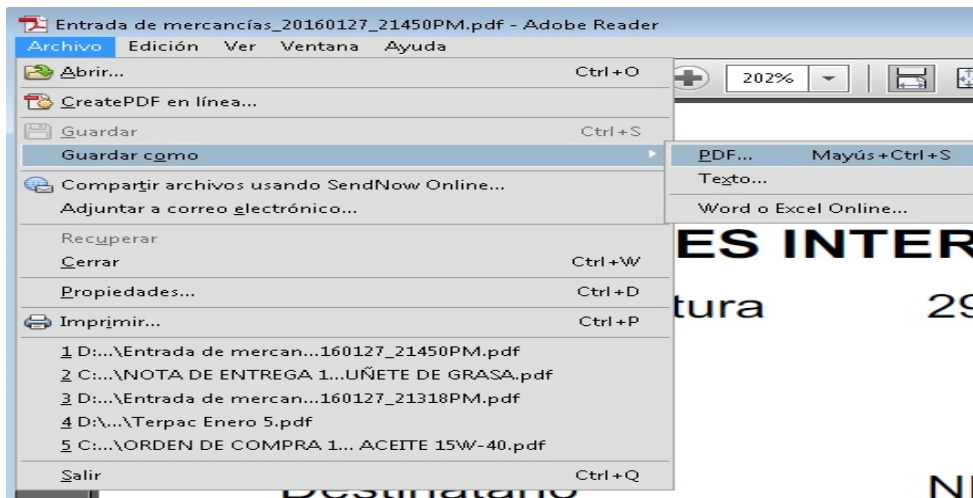 Entrada de mercancías_20160127_21450PM.pdf - Adobe Reader
Archivo Edición Ver Ventana Ayuda
Abrir... Ctrl+O
202%
CreatePDF en línea...
Guardar Ctrl+S
Guardar como
PDF... Mayús+Ctrl+S
Texto...
Word o Excel Online...
Compartir archivos usando SendNow Online...
Adjuntar a correo electrónico...
Recuperar
Cerrar Ctrl+W
ES INTER
Propiedades... Ctrl+D
tura 29
Imprimir... Ctrl+P
1 D:...\Entrada de mercan...160127_21450PM.pdf
2 C:...\NOTA DE ENTREGA 1...UÑETE DE GRASA.pdf
3 D:...\Entrada de mercan...160127_21318PM.pdf
4 D:\...\Terpac Enero 5.pdf
5 C:...\ORDEN DE COMPRA 1... ACEITE 15W-40.pdf
Salir Ctrl+Q
Destinatario